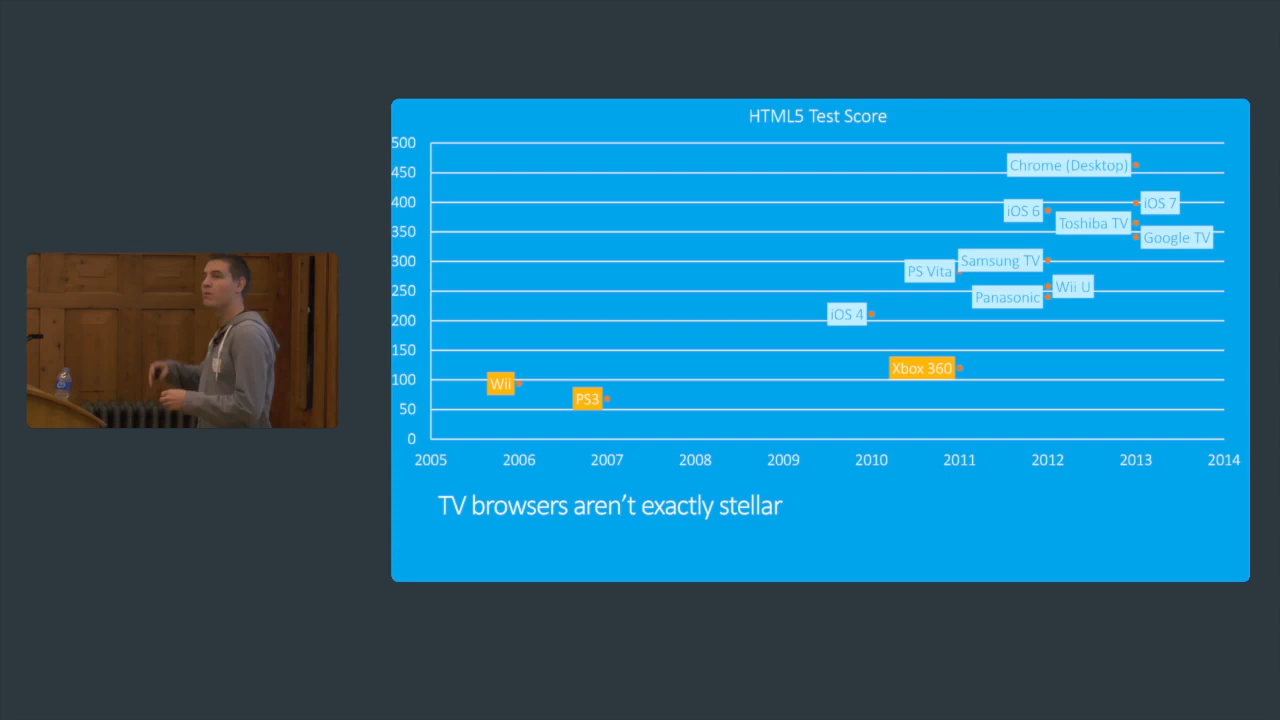 HTML5 Test Score
500
450
400
350
300
250
200
150
100
50
0
Chrome (Desktop)
iOS 7
iOS 6
Toshiba TV
Google TV
Samsung TV
PS Vita
Wii U
Panasonic
iOS 4
Xbox 360
Wii
PS3
2005 2006 2007 2008 2009 2010 2011 2012 2013 2014
TV browsers aren't exactly stellar